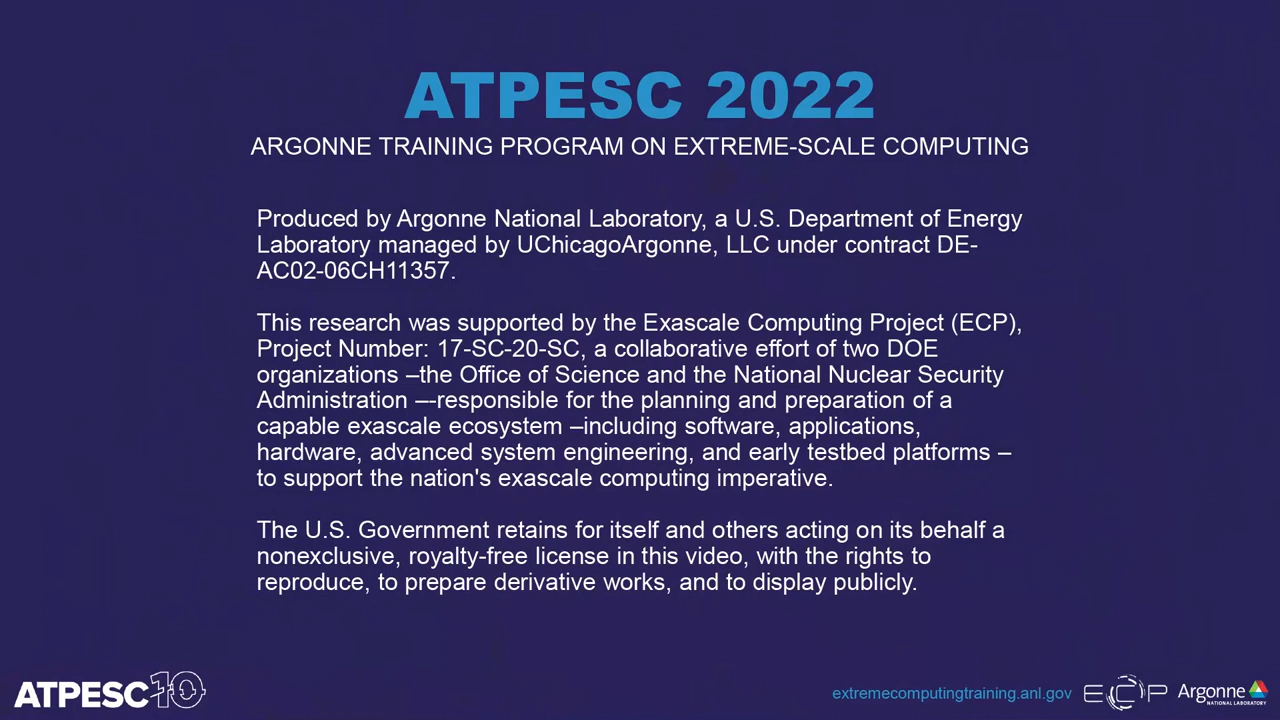 ATPESC 2022
ARGONNE TRAINING PROGRAM ON EXTREME-SCALE COMPUTING
Produced by Argonne National Laboratory, a U.S. Department of Energy
Laboratory managed by UChicagoArgonne, LLC under contract DE-
AC02-06CH11357.
This research was supported by the Exascale Computing Project (ECP),
Project Number: 17-SC-20-SC, a collaborative effort of two DOE
organizations –the Office of Science and the National Nuclear Security
Administration –-responsible for the planning and preparation of a
capable exascale ecosystem –including software, applications,
hardware, advanced system engineering, and early testbed platforms –
to support the nation's exascale computing imperative.
The U.S. Government retains for itself and others acting on its behalf a
nonexclusive, royalty-free license in this video, with the rights to
reproduce, to prepare derivative works, and to display publicly.
ATPESC10
extremecomputingtraining.anl.gov
ECP
Argonne
NATIONAL LABORATORY